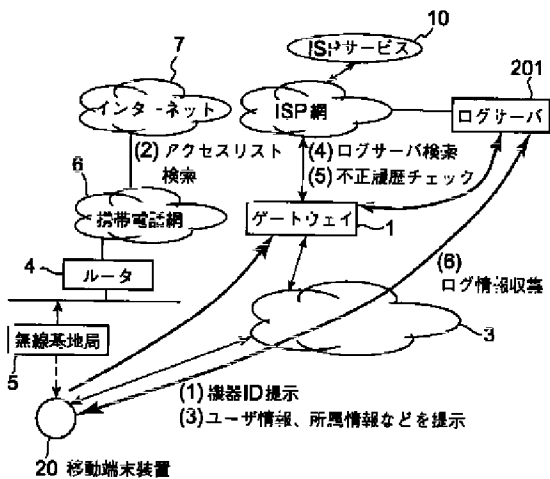 10
ISPサービス
7
201
インターネット
ISP網
ログサーバ
(2) アクセスリスト
検索
(4) ログサーバ検索
(5) 不正履歴チェック
6
携帯電話網
ゲートウェイ
1
4
ルータ
(6)
ログ情報収集
無線基地局
3
5
(1) 機器ID提示
(3) ユーザ情報、所属情報などを提示
20 移動端末装置